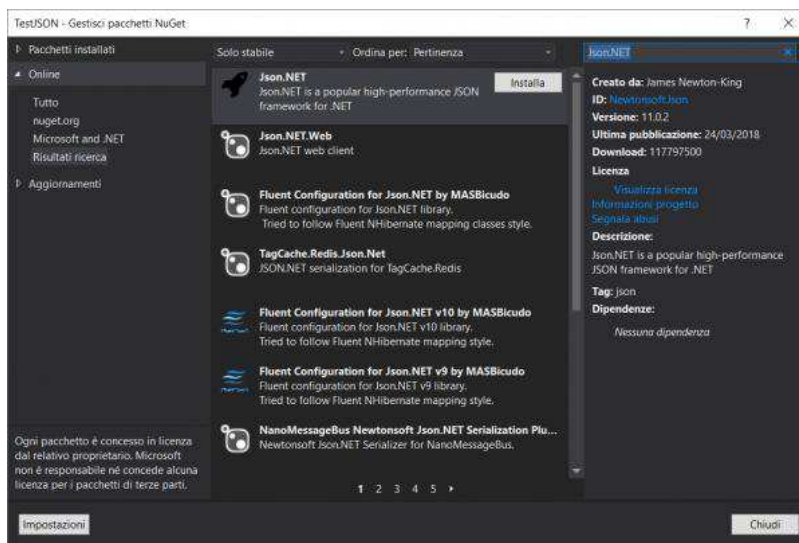 TestJSON - Gestisci pacchetti NuGet
? ×
Pacchetti installati
Online
Tutto
nuget.org
Microsoft and .NET
Risultati ricerca
Aggiornamenti
Ogni pacchetto è concesso in licenza
dal relativo proprietario. Microsoft
non è responsabile né concede alcuna
licenza per i pacchetti di terze parti.
Impostazioni
Solo stabile
Ordina per: Pertinenza
Json.NET
Json.NET is a popular high-performance JSON
framework for .NET
Installa
Json.NET.Web
Json.NET web client
Fluent Configuration for Json.NET by MASBicudo
Fluent configuration for Json.NET library.
Tried to follow Fluent NHibernate mapping classes style.
TagCache.Redis.Json.Net
JSON.NET serialization for TagCache.Redis
Fluent Configuration for Json.NET v10 by MASBicudo
Fluent configuration for Json.NET v10 library.
Tried to follow Fluent NHibernate mapping style.
Fluent Configuration for Json.NET v9 by MASBicudo
Fluent configuration for Json.NET v9 library.
Tried to follow Fluent NHibernate mapping style.
NanoMessageBus Newtonsoft Json.NET Serialization Plu...
Newtonsoft Json.NET Serializer for NanoMessageBus.
1 2 3 4 5
Json.NET
Creato da: James Newton-King
ID: Newtonsoft.Json
Versione: 11.0.2
Ultima pubblicazione: 24/03/2018
Download: 117797500
Licenza
Visualizza licenza
Informazioni progetto
Segnala abusi
Descrizione:
Json.NET is a popular high-performance
JSON framework for .NET
Tag: json
Dipendenze:
Nessuna dipendenza
Chiudi